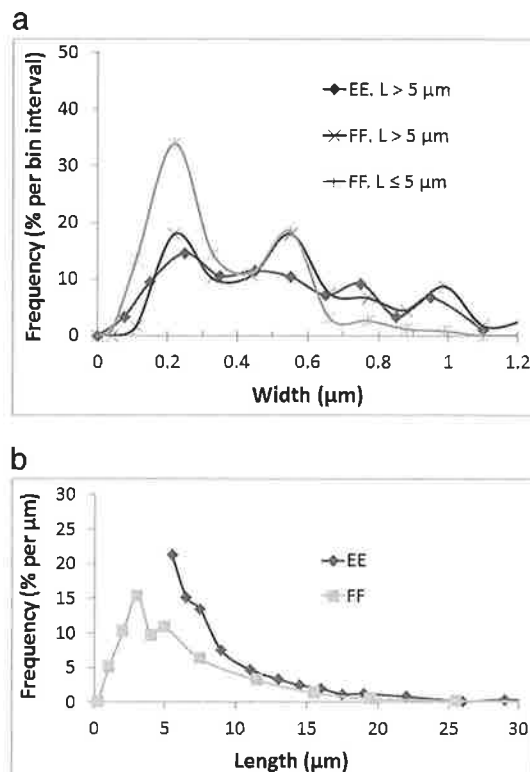 a
Frequency (% per bin interval)
50
40
30
20
10
0
EE, L > 5 µm
FF, L > 5 µm
FF, L ≤ 5 µm
0 0.2 0.4 0.6 0.8 1 1.2
Width (µm)
b
Frequency (% per µm)
30
25
20
15
10
5
0
EE
FF
0 5 10 15 20 25 30
Length (µm)